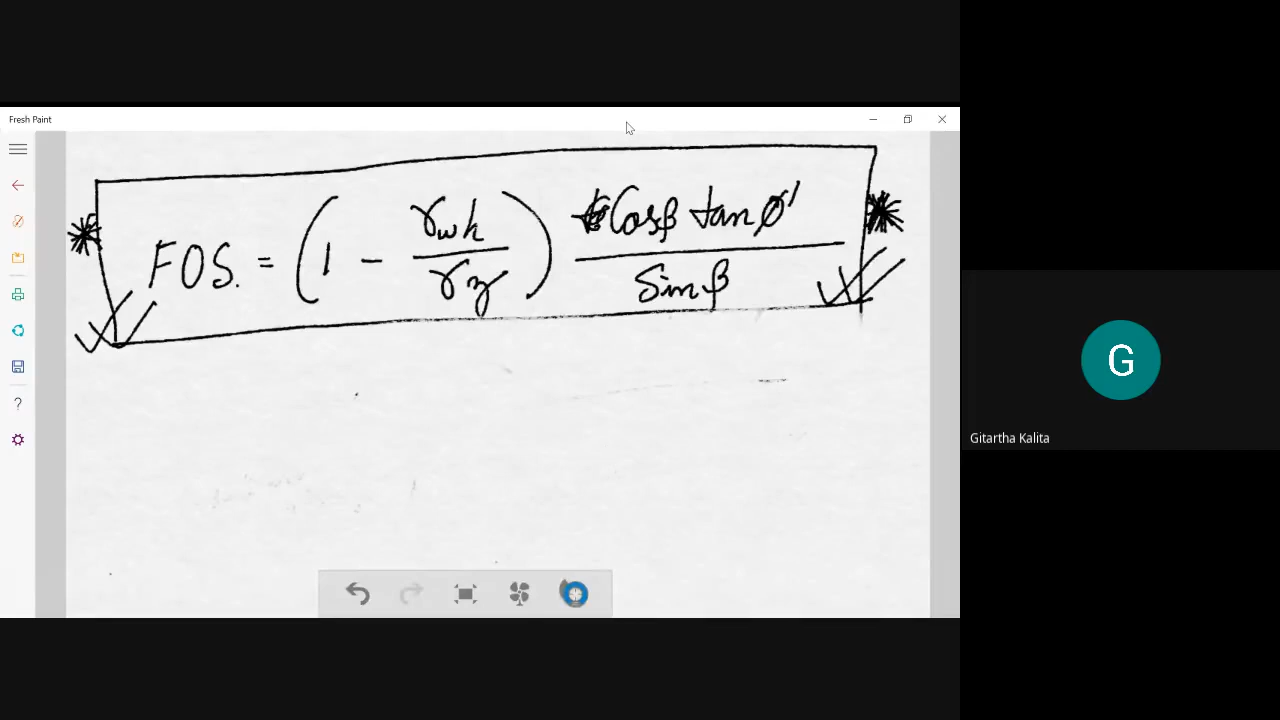 Fresh Paint
FOS. = (1 - γwh / γz) Cosβ tanφ' / Sinβ
G
Gitartha Kalita